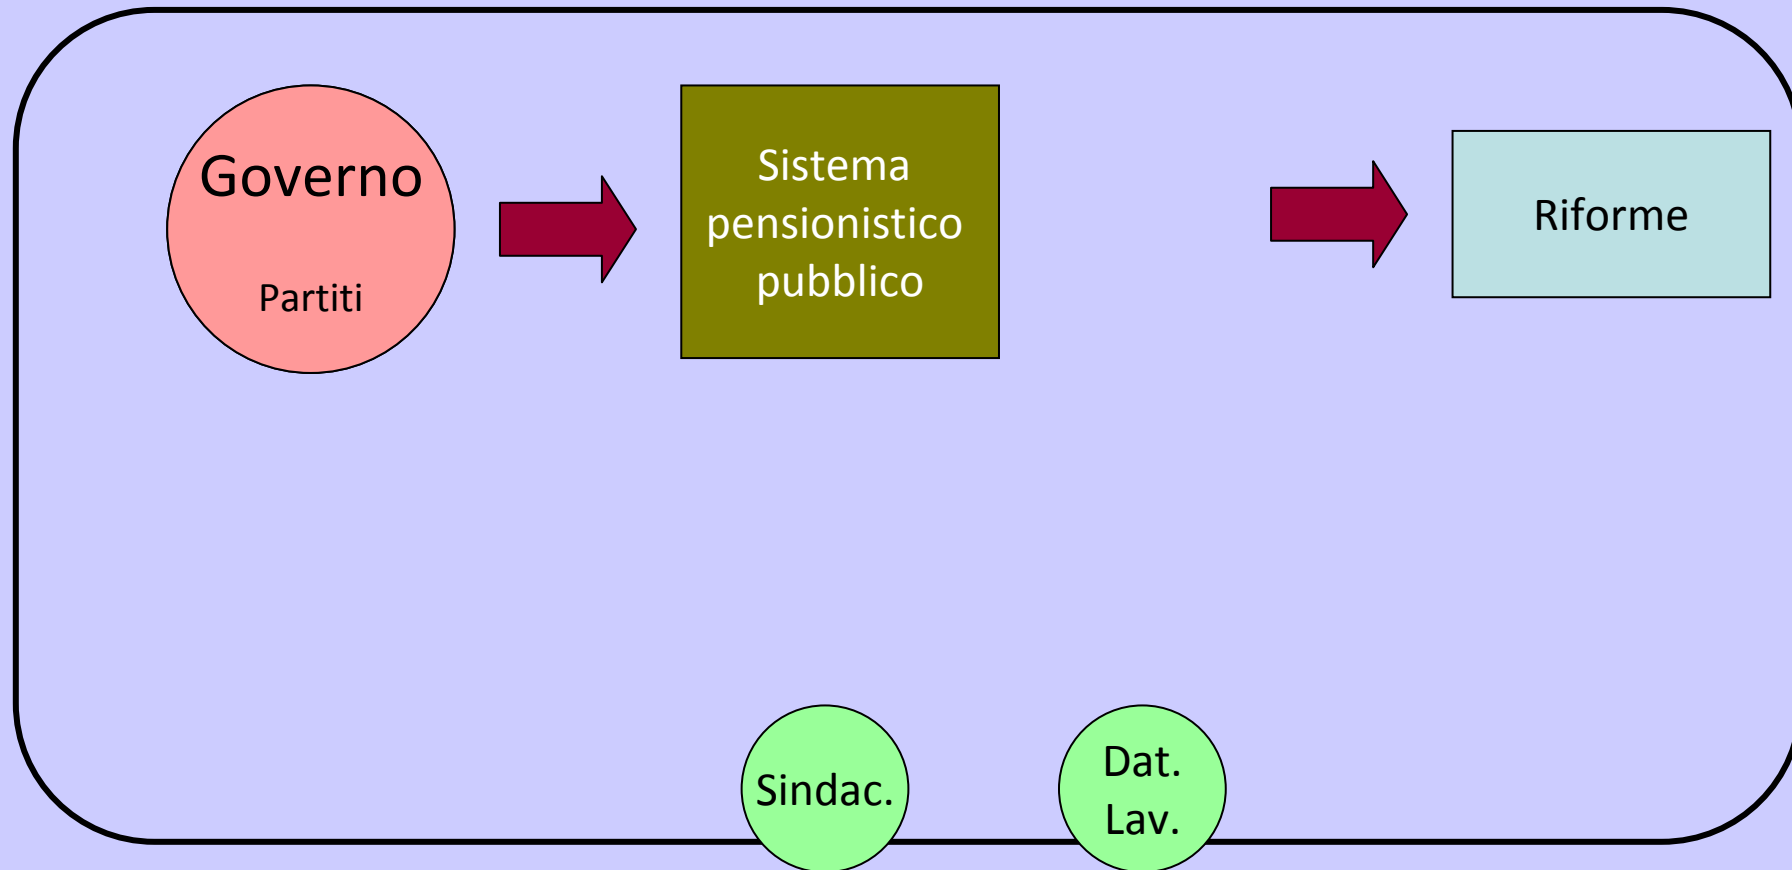 Governo
Partiti
Sistema
pensionistico
pubblico
Riforme
Sindac.
Dat.
Lav.